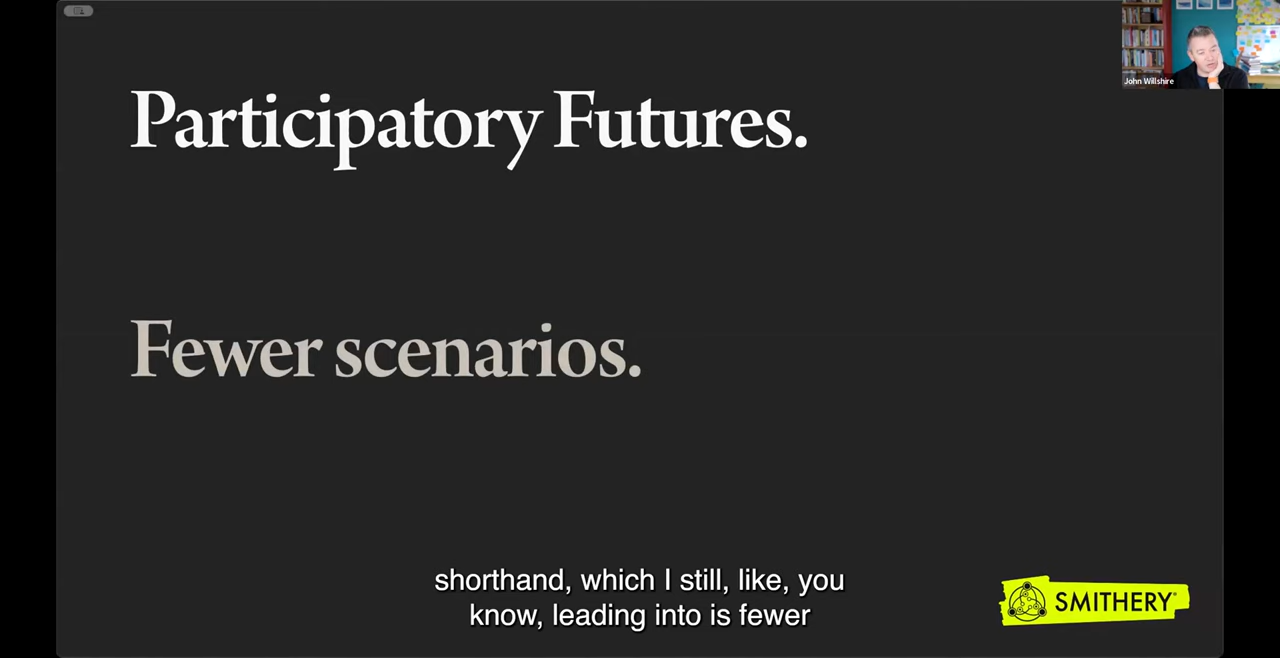 John Willshire
Participatory Futures.
Fewer scenarios.
shorthand, which I still, like, you
know, leading into is fewer
SMITHERY®